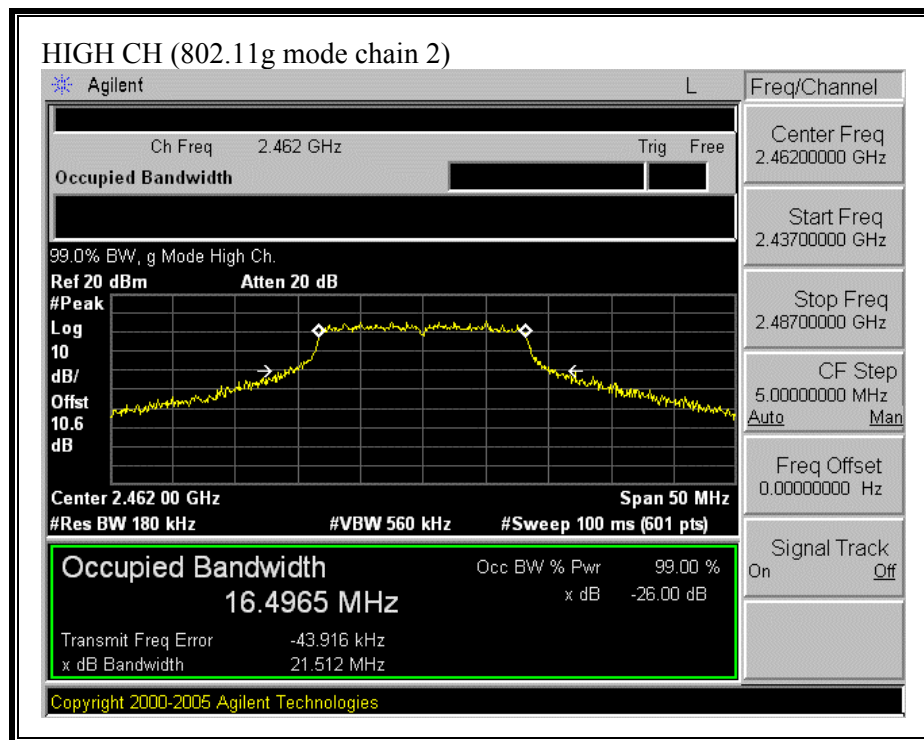 HIGH CH (802.11g mode chain 2)
Agilent L Freq/Channel
Ch Freq 2.462 GHz Trig Free
Occupied Bandwidth
Center Freq
2.46200000 GHz
Start Freq
2.43700000 GHz
Stop Freq
2.48700000 GHz
CF Step
5.00000000 MHz
Auto Man
Freq Offset
0.00000000 Hz
Signal Track
On Off
99.0% BW, g Mode High Ch.
Ref 20 dBm Atten 20 dB
#Peak
Log
10
dB/
Offst
10.6
dB
Center 2.462 00 GHz Span 50 MHz
#Res BW 180 kHz #VBW 560 kHz #Sweep 100 ms (601 pts)
Occupied Bandwidth Occ BW % Pwr 99.00 %
16.4965 MHz x dB -26.00 dB
Transmit Freq Error -43.916 kHz
x dB Bandwidth 21.512 MHz
Copyright 2000-2005 Agilent Technologies